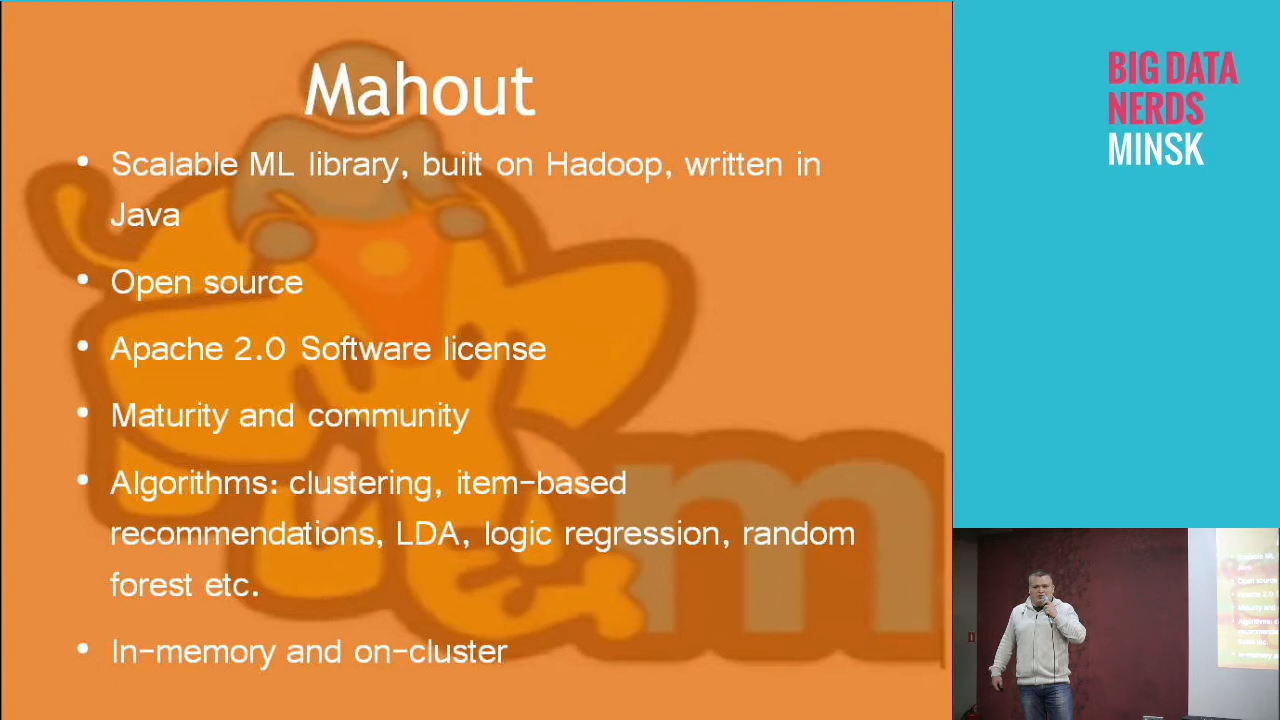 Mahout
• Scalable ML library, built on Hadoop, written in
Java
• Open source
• Apache 2.0 Software license
• Maturity and community
• Algorithms: clustering, item-based
recommendations, LDA, logic regression, random
forest etc.
• In-memory and on-cluster
m
BIG DATA
NERDS
MINSK